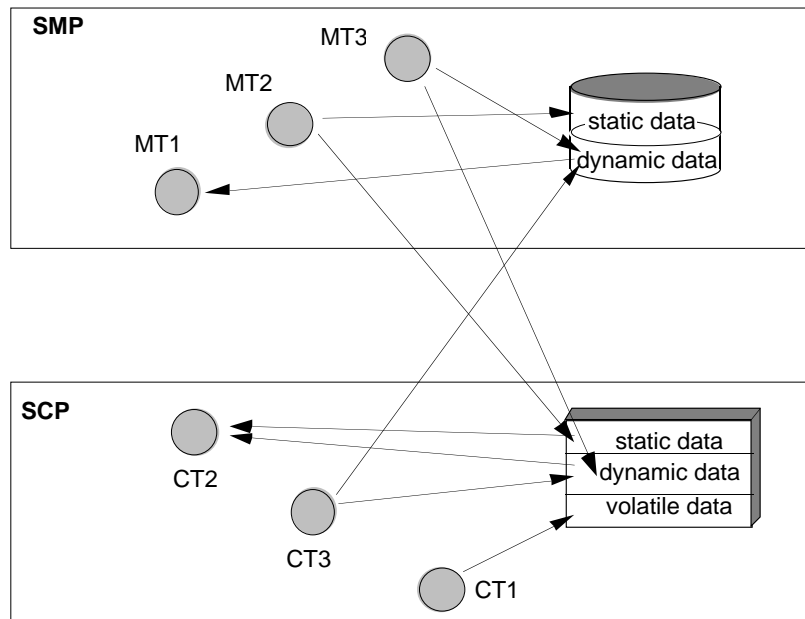 SMP
MT3
MT2
MT1
static data
dynamic data
SCP
CT2
CT3
CT1
static data
dynamic data
volatile data